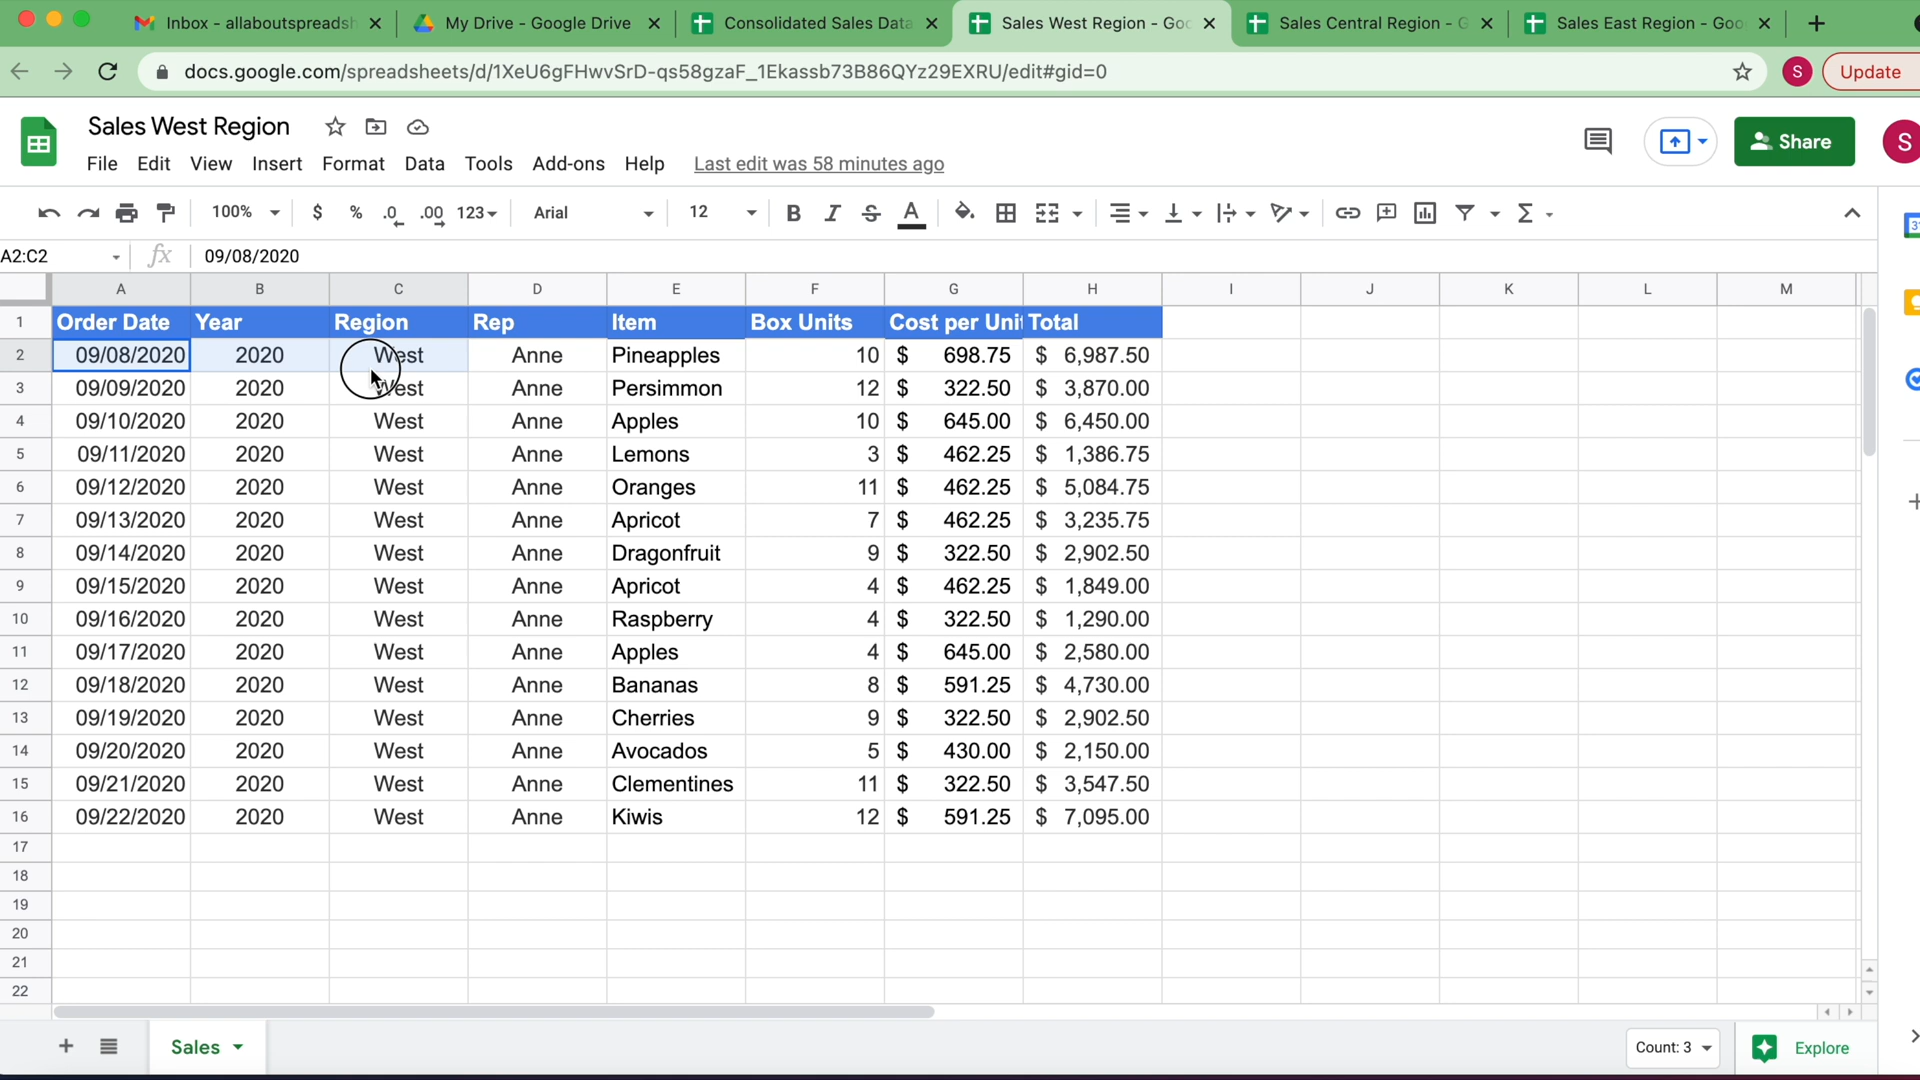 Inbox - allaboutspreadsh
My Drive - Google Drive
Consolidated Sales Data
Sales West Region - Goo
Sales Central Region - G
Sales East Region - Goo
docs.google.com/spreadsheets/d/1XeU6gFHwvSrD-qs58gzaF_1Ekassb73B86QYz29EXRU/edit#gid=0
S
Update
Sales West Region
Share
S
File Edit View Insert Format Data Tools Add-ons Help Last edit was 58 minutes ago
100% $ % .0 .00 123 Arial 12 B I S A
31
A2:C2 fx 09/08/2020
A B C D E F G H I J K L M
1 Order Date Year Region Rep Item Box Units Cost per Unit Total
2 09/08/2020 2020 West Anne Pineapples 10 $ 698.75 $ 6,987.50
3 09/09/2020 2020 West Anne Persimmon 12 $ 322.50 $ 3,870.00
4 09/10/2020 2020 West Anne Apples 10 $ 645.00 $ 6,450.00
5 09/11/2020 2020 West Anne Lemons 3 $ 462.25 $ 1,386.75
6 09/12/2020 2020 West Anne Oranges 11 $ 462.25 $ 5,084.75
7 09/13/2020 2020 West Anne Apricot 7 $ 462.25 $ 3,235.75
8 09/14/2020 2020 West Anne Dragonfruit 9 $ 322.50 $ 2,902.50
9 09/15/2020 2020 West Anne Apricot 4 $ 462.25 $ 1,849.00
10 09/16/2020 2020 West Anne Raspberry 4 $ 322.50 $ 1,290.00
11 09/17/2020 2020 West Anne Apples 4 $ 645.00 $ 2,580.00
12 09/18/2020 2020 West Anne Bananas 8 $ 591.25 $ 4,730.00
13 09/19/2020 2020 West Anne Cherries 9 $ 322.50 $ 2,902.50
14 09/20/2020 2020 West Anne Avocados 5 $ 430.00 $ 2,150.00
15 09/21/2020 2020 West Anne Clementines 11 $ 322.50 $ 3,547.50
16 09/22/2020 2020 West Anne Kiwis 12 $ 591.25 $ 7,095.00
17
18
19
20
21
22
Sales
Count: 3
Explore